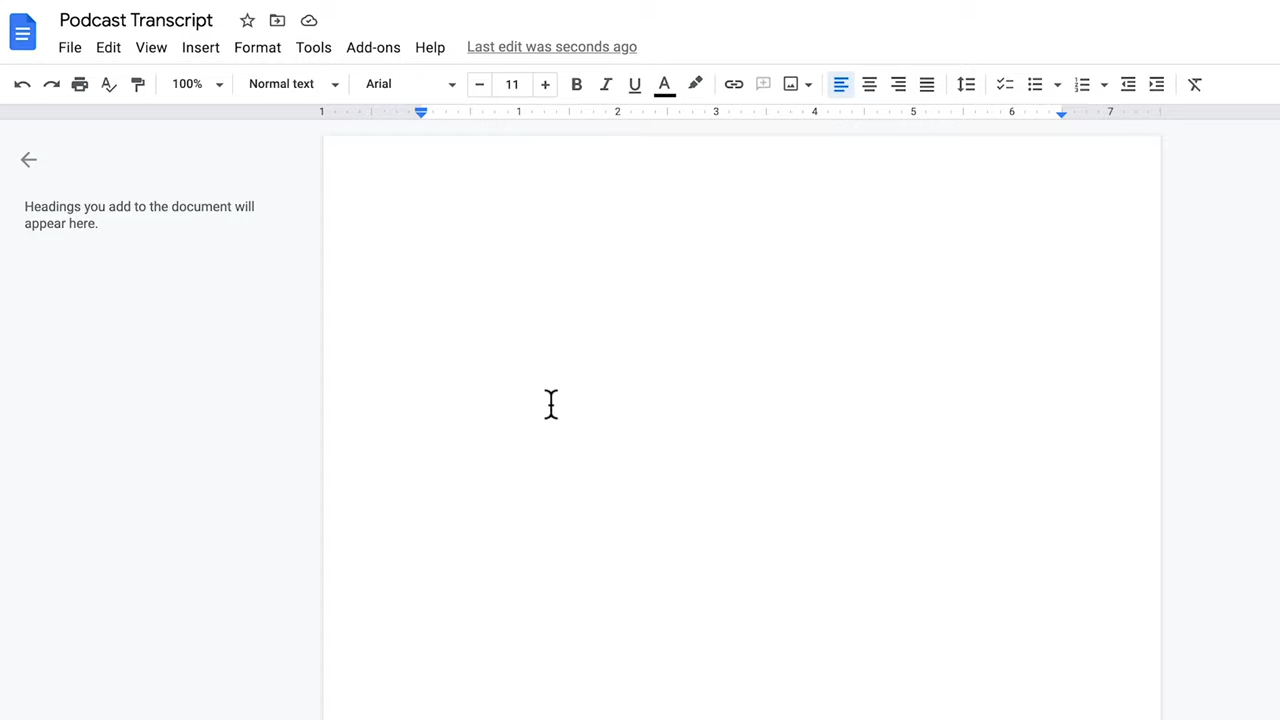 Podcast Transcript
File Edit View Insert Format Tools Add-ons Help Last edit was seconds ago
100% Normal text Arial 11 B I U A
1 1 2 3 4 5 6 7
Headings you add to the document will
appear here.